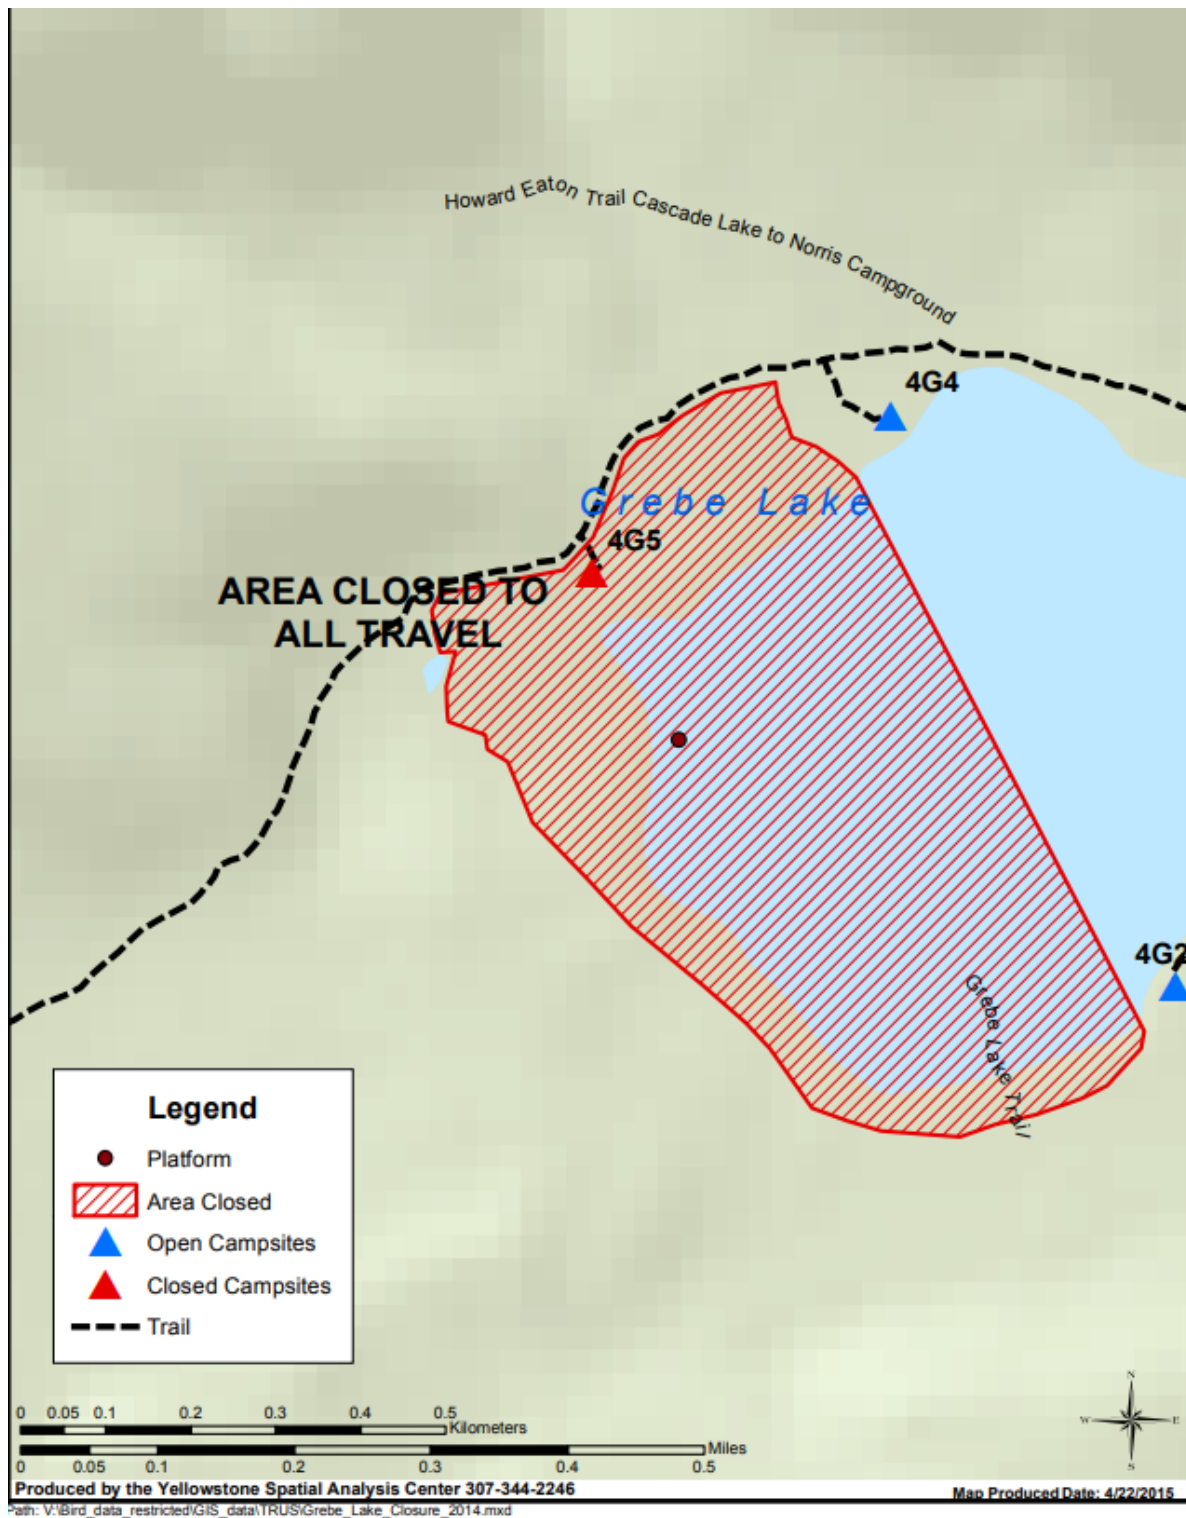 Howard Eaton Trail Cascade Lake to Norris Campground
4G4
Grebe Lake
4G5
AREA CLOSED TO
ALL TRAVEL
4G2
Grebe Lake Trail
Legend
Platform
Area Closed
Open Campsites
Closed Campsites
Trail
N
W E
S
0 0.05 0.1 0.2 0.3 0.4 0.5
Kilometers
Miles
0 0.05 0.1 0.2 0.3 0.4 0.5
Produced by the Yellowstone Spatial Analysis Center 307-344-2246
Map Produced Date: 4/22/2015
Path: V:\Bird_data_restricted\GIS_data\TRUS\Grebe_Lake_Closure_2014.mxd